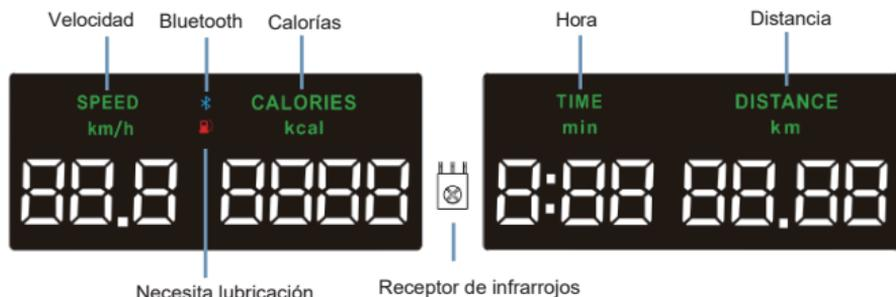 Velocidad Bluetooth Calorías Hora Distancia
SPEED CALORIES TIME DISTANCE
km/h kcal min km
88.8 8888 8:88 88.88
Necesita lubricación Receptor de infrarrojos